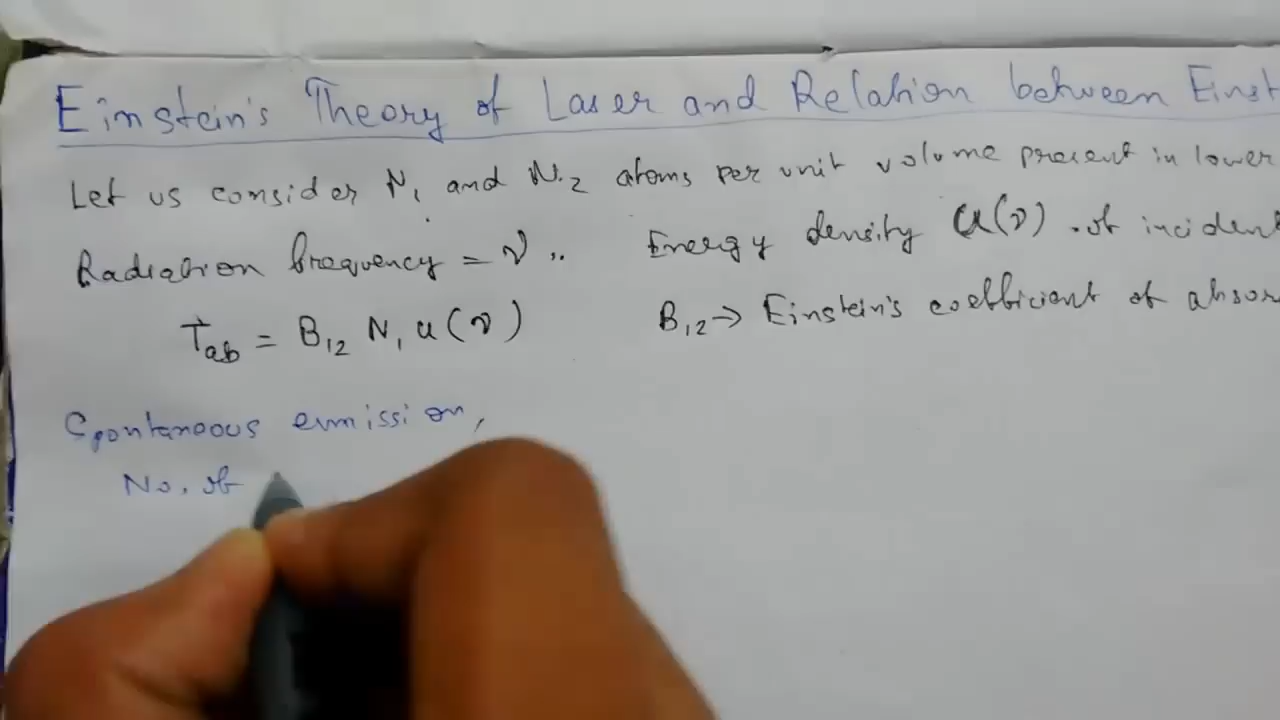 Einstein's Theory of Laser and Relation between Einst
Let us consider N₁ and N₂ atoms per unit volume present in lower
Radiation frequency = ν .. Energy density u(ν) of incident
T_ab = B₁₂ N₁ u(ν) B₁₂ → Einstein's coefficient of absor
Spontaneous emission,
No. of